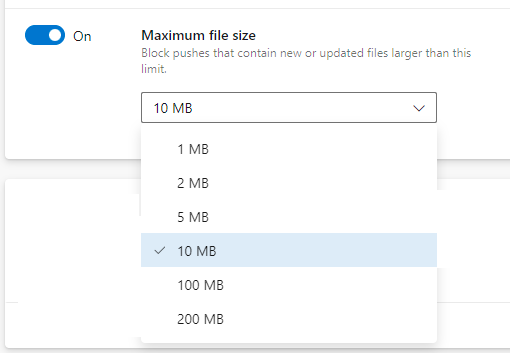 On
Maximum file size
Block pushes that contain new or updated files larger than this
limit.
10 MB
1 MB
2 MB
5 MB
10 MB
100 MB
200 MB